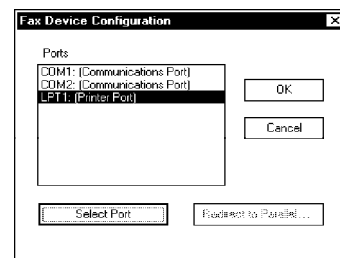 Fax Device Configuration
Ports
COM1: (Communications Port)
COM2: (Communications Port)
LPT1: (Printer Port)
OK
Cancel
Select Port
Redirect to Parallel...